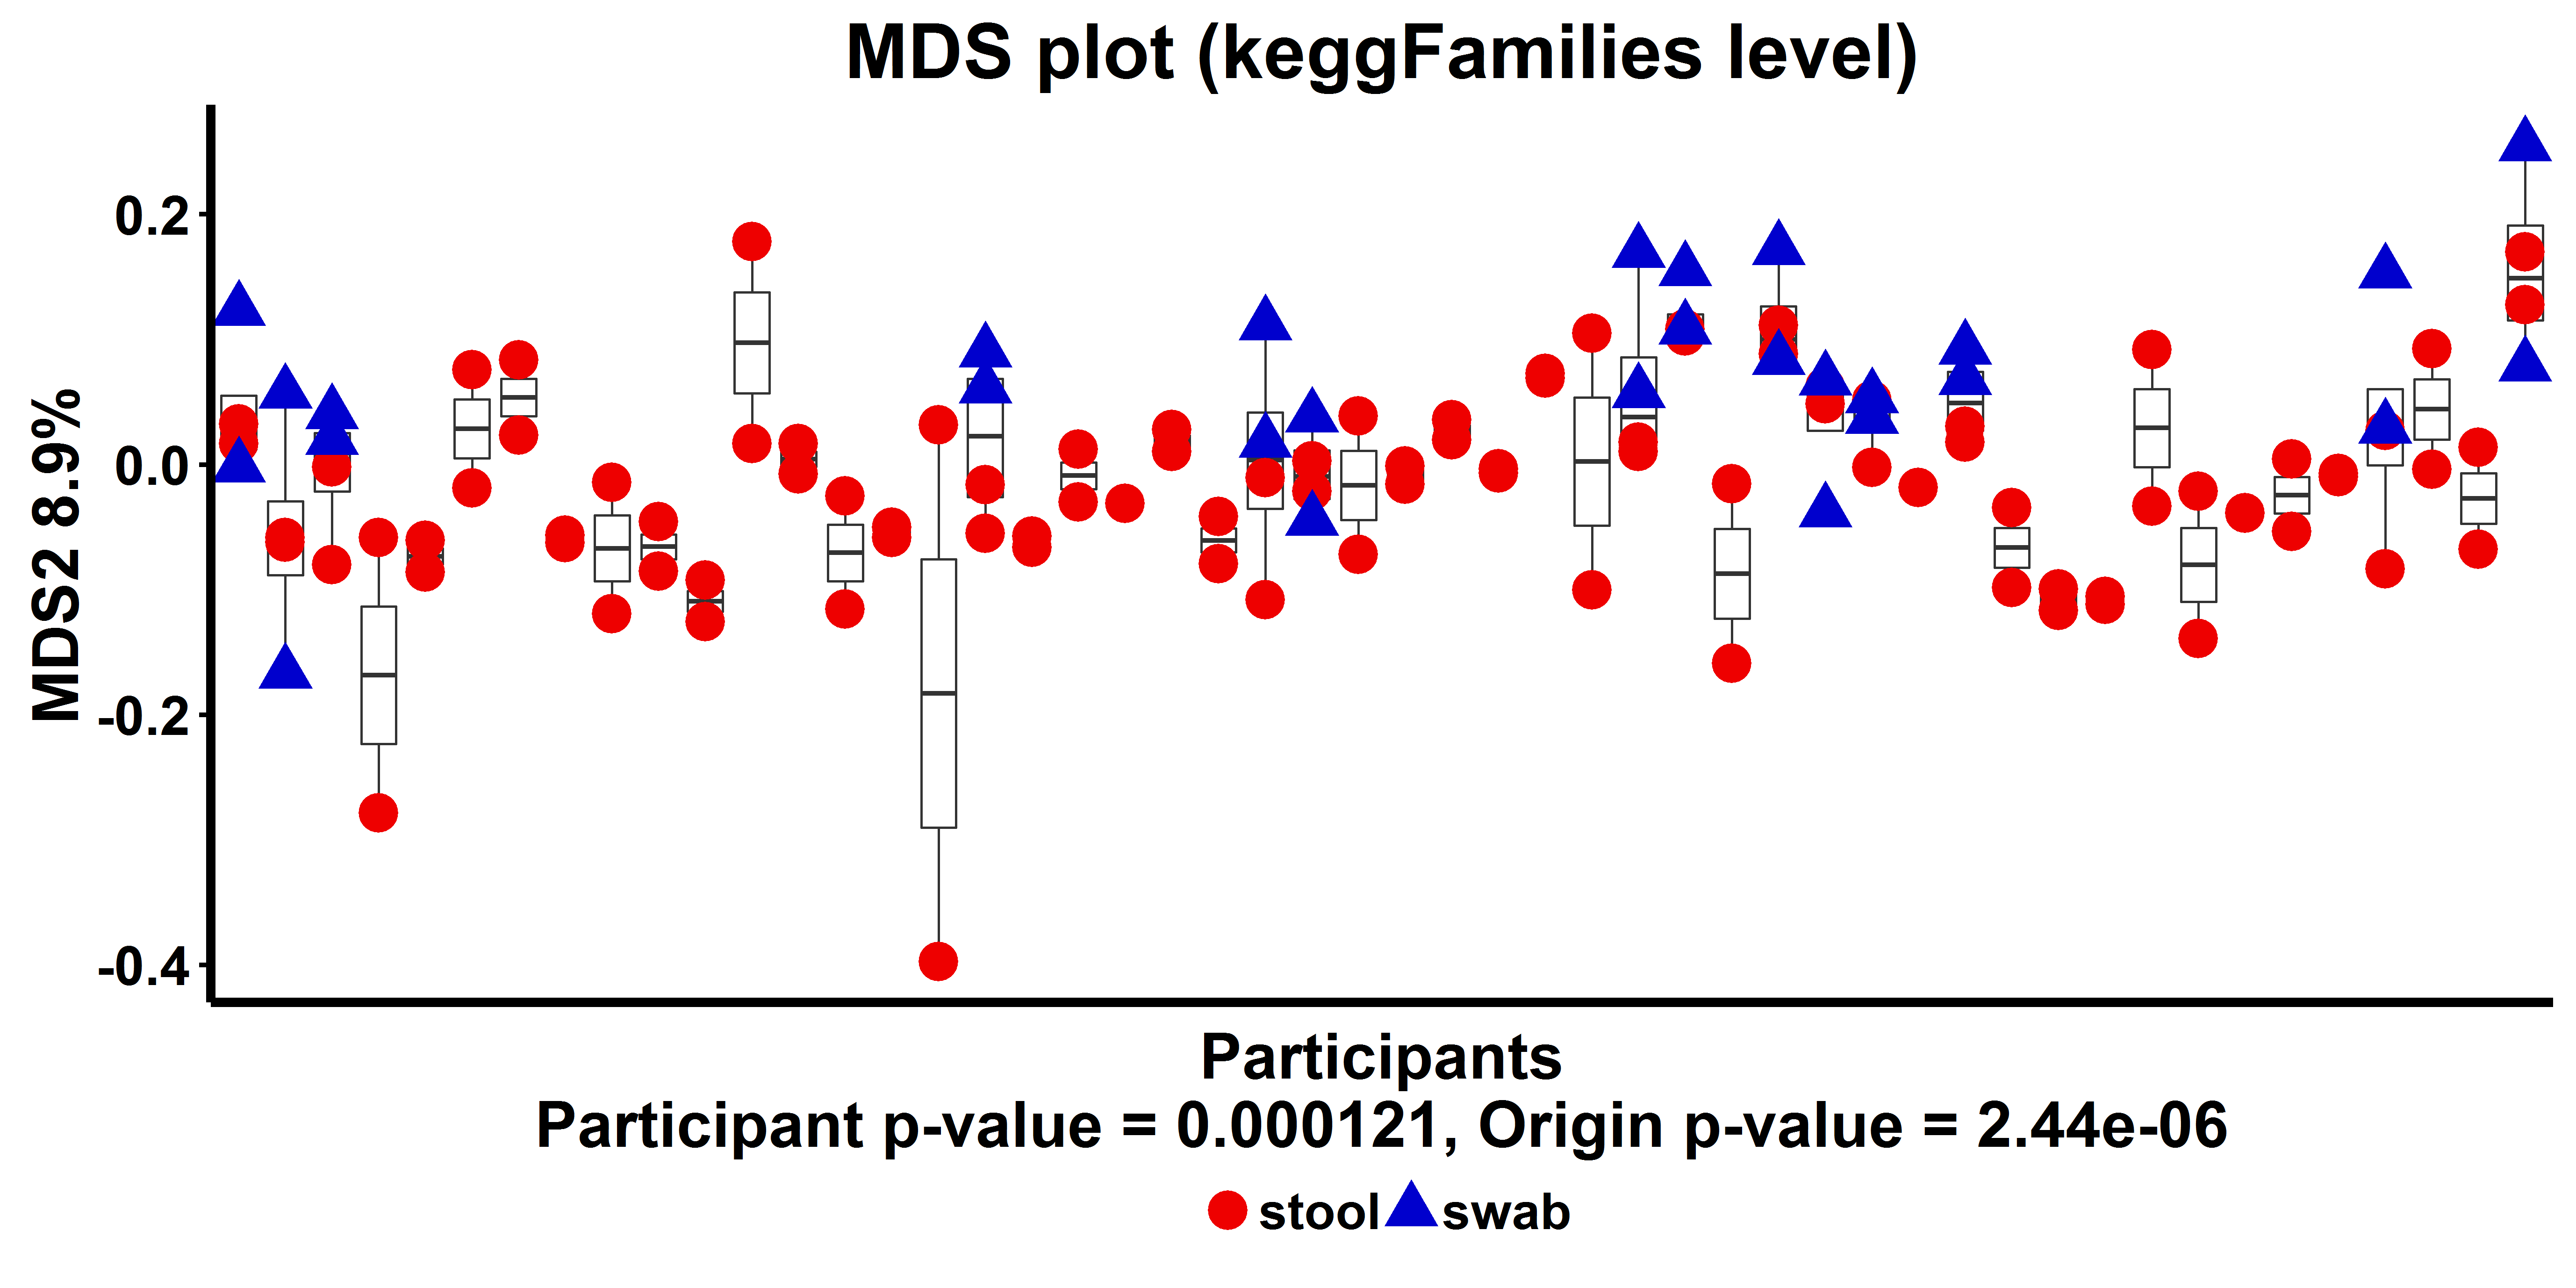 MDS plot (keggFamilies level)
MDS2 8.9%
0.2
0.0
-0.2
-0.4
Participants
Participant p-value = 0.000121, Origin p-value = 2.44e-06
stool swab